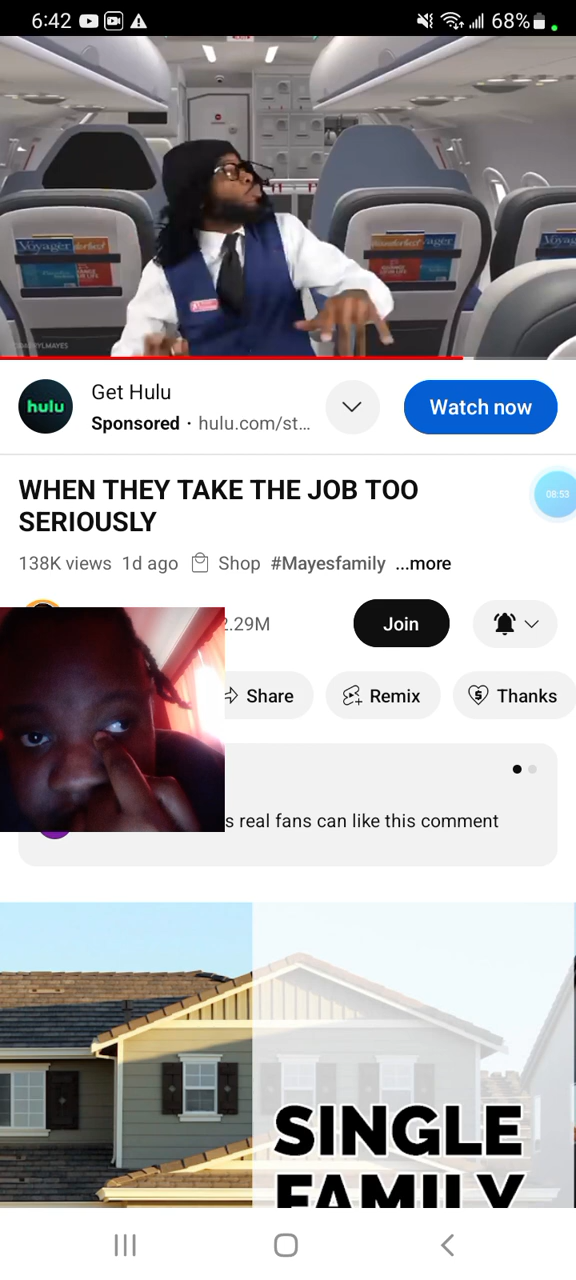 6:42
68%
Voyager
Voyager
hulu
Get Hulu
Sponsored · hulu.com/st...
Watch now
WHEN THEY TAKE THE JOB TOO
SERIOUSLY
08:53
138K views 1d ago Shop #Mayesfamily ...more
2.29M
Join
Share
Remix
Thanks
s real fans can like this comment
SINGLE
FAMILY